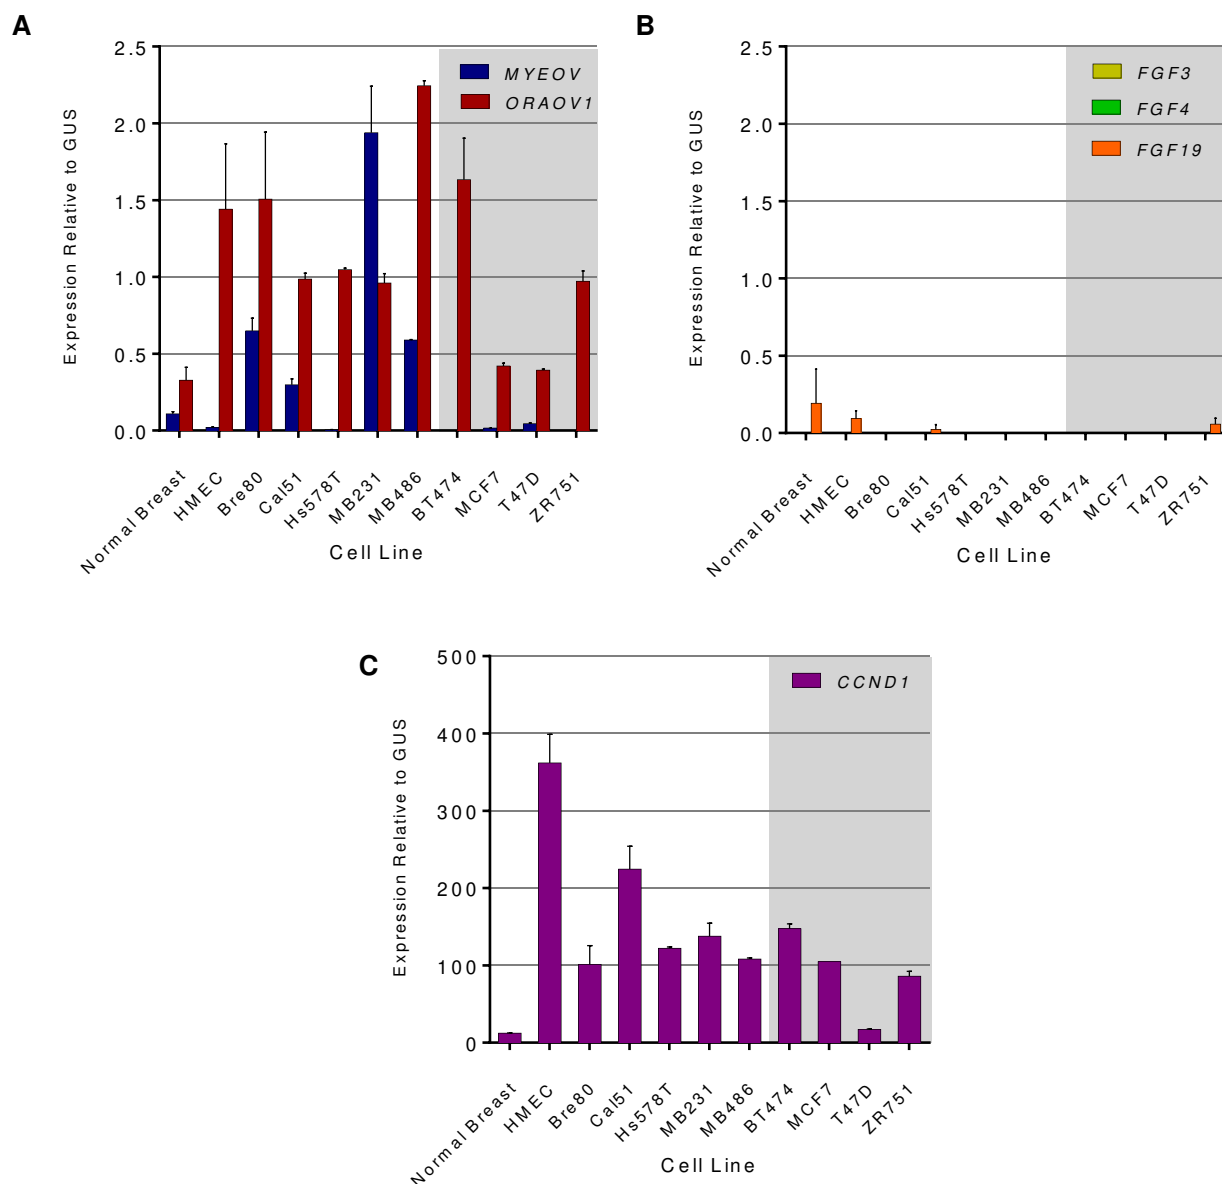 A
Expression Relative to GUS
2.5
2.0
1.5
1.0
0.5
0.0
MYEOV
ORAOV1
Normal Breast
HMEC
Bre80
Cal51
Hs578T
MB231
MB486
BT474
MCF7
T47D
ZR751
Cell Line
B
Expression Relative to GUS
2.5
2.0
1.5
1.0
0.5
0.0
FGF3
FGF4
FGF19
Normal Breast
HMEC
Bre80
Cal51
Hs578T
MB231
MB486
BT474
MCF7
T47D
ZR751
Cell Line
C
Expression Relative to GUS
500
400
300
200
100
0
CCND1
Normal Breast
HMEC
Bre80
Cal51
Hs578T
MB231
MB486
BT474
MCF7
T47D
ZR751
Cell Line